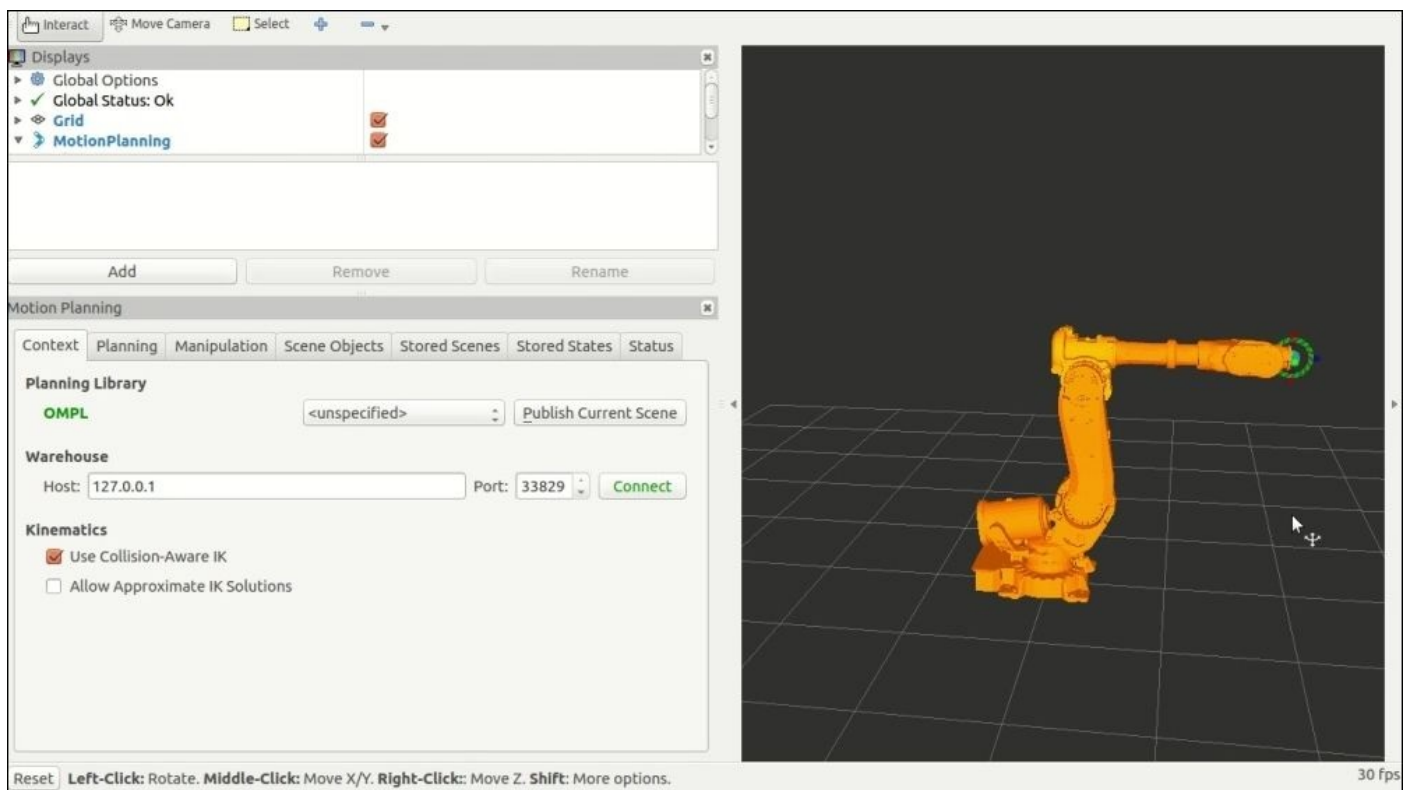 Interact Move Camera Select
Displays
Global Options
Global Status: Ok
Grid
MotionPlanning
Add Remove Rename
Motion Planning
Context Planning Manipulation Scene Objects Stored Scenes Stored States Status
Planning Library
OMPL <unspecified> Publish Current Scene
Warehouse
Host: 127.0.0.1 Port: 33829 Connect
Kinematics
Use Collision-Aware IK
Allow Approximate IK Solutions
Reset Left-Click: Rotate. Middle-Click: Move X/Y. Right-Click:: Move Z. Shift: More options. 30 fps